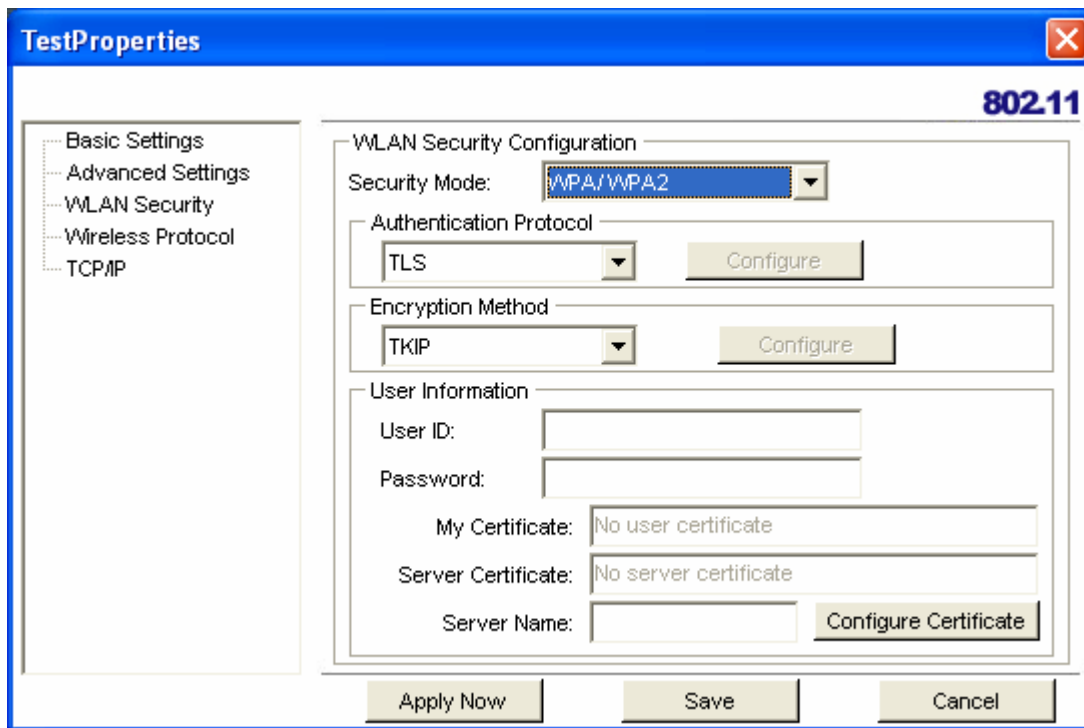 TestProperties
802.11
Basic Settings
Advanced Settings
WLAN Security
Wireless Protocol
TCP/IP
WLAN Security Configuration
Security Mode: WPA/WPA2
Authentication Protocol
TLS Configure
Encryption Method
TKIP Configure
User Information
User ID:
Password:
My Certificate: No user certificate
Server Certificate: No server certificate
Server Name: Configure Certificate
Apply Now Save Cancel